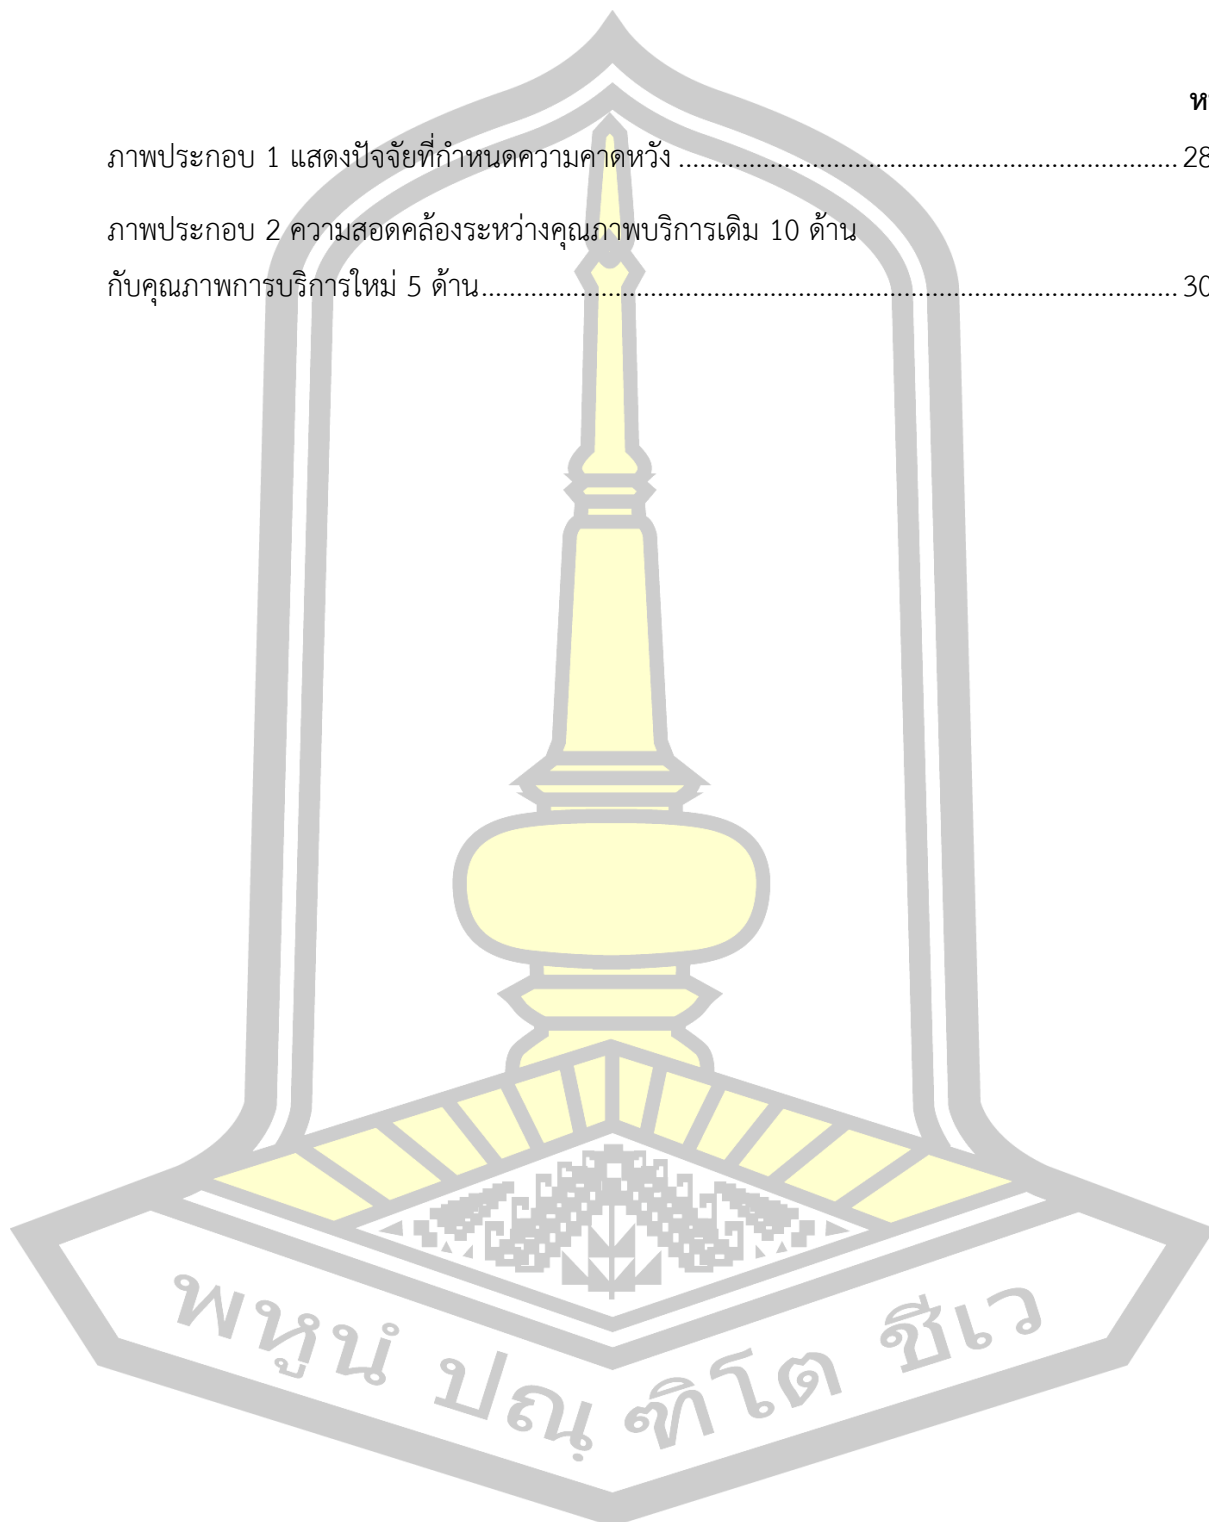 ภาพประกอบ 1 แสดงปัจจัยที่กำหนดความคาดหวัง ........................................................................................ 28
ภาพประกอบ 2 ความสอดคล้องระหว่างคุณภาพบริการเดิม 10 ด้าน
กับคุณภาพการบริการใหม่ 5 ด้าน........................................................................................ 30
พหูนํ ปณฺฑิโต ชีเว